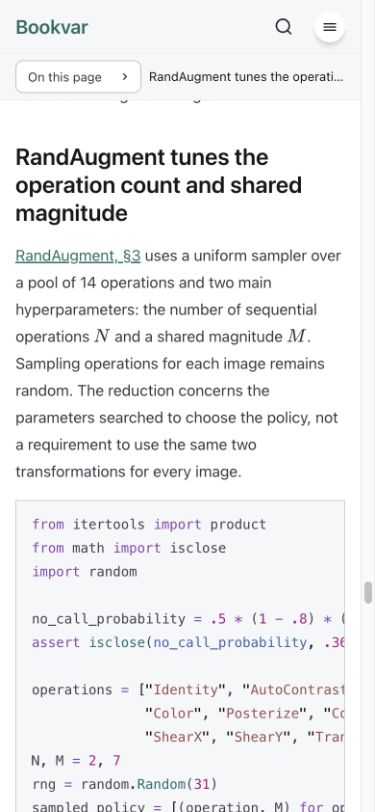 Bookvar
On this page
RandAugment tunes the operati...
RandAugment tunes the
operation count and shared
magnitude
RandAugment, §3 uses a uniform sampler over
a pool of 14 operations and two main
hyperparameters: the number of sequential
operations N and a shared magnitude M.
Sampling operations for each image remains
random. The reduction concerns the
parameters searched to choose the policy, not
a requirement to use the same two
transformations for every image.
from itertools import product
from math import isclose
import random
no_call_probability = .5 * (1 - .8) * (
assert isclose(no_call_probability, .36
operations = ["Identity", "AutoContrast
"Color", "Posterize", "Co
"ShearX", "ShearY", "Tran
N, M = 2, 7
rng = random.Random(31)
sampled_policy = [(operation, M) for op